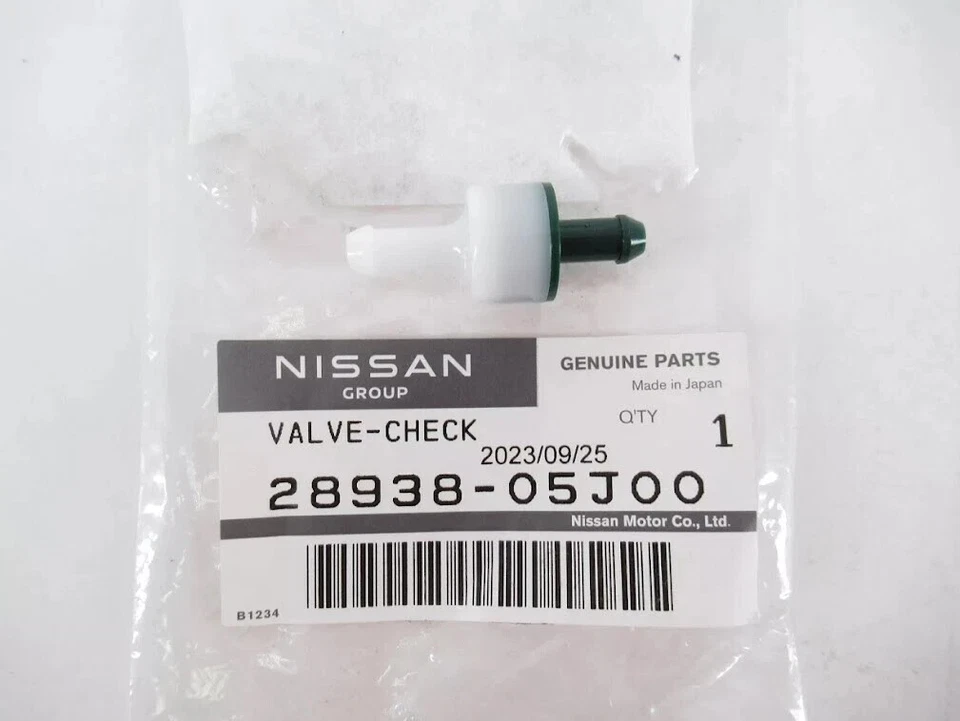 NISSAN
GROUP
GENUINE PARTS
Made in Japan
VALVE-CHECK
Q'TY 1
2023/09/25
28938-05J00
Nissan Motor Co., Ltd.
B1234